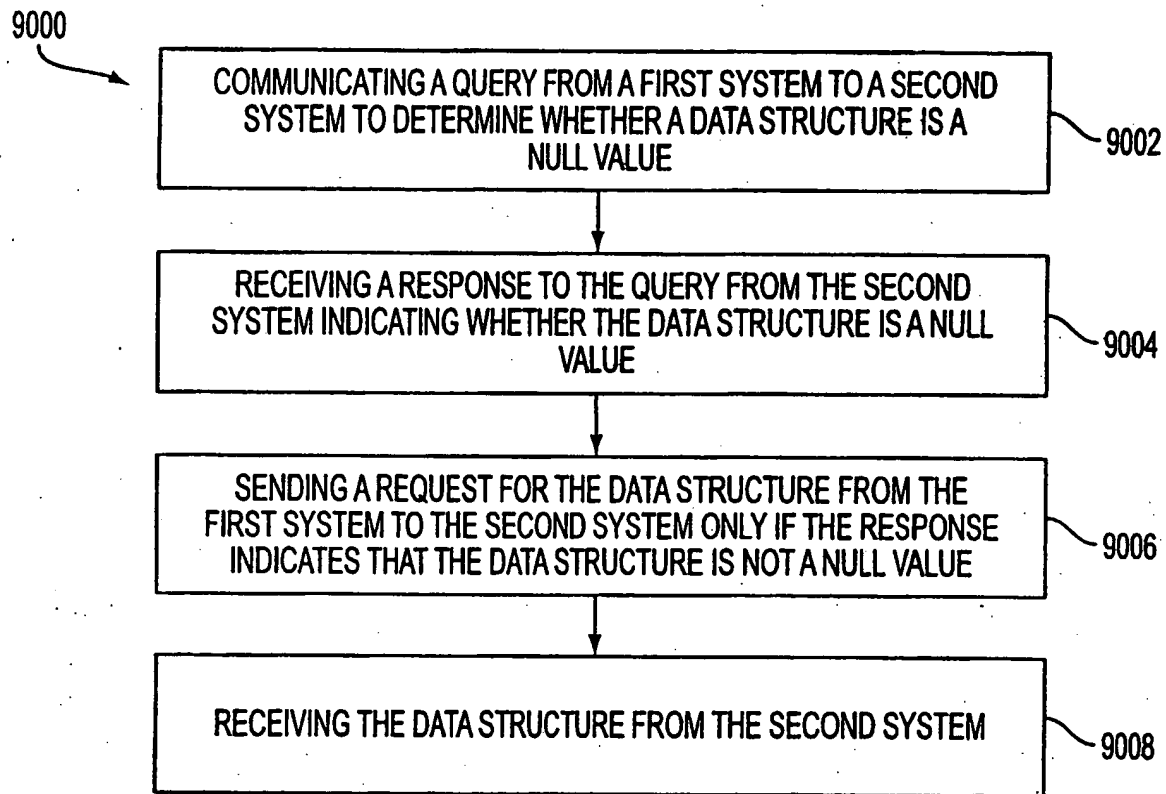 9000
COMMUNICATING A QUERY FROM A FIRST SYSTEM TO A SECOND
SYSTEM TO DETERMINE WHETHER A DATA STRUCTURE IS A
NULL VALUE
9002
RECEIVING A RESPONSE TO THE QUERY FROM THE SECOND
SYSTEM INDICATING WHETHER THE DATA STRUCTURE IS A NULL
VALUE
9004
SENDING A REQUEST FOR THE DATA STRUCTURE FROM THE
FIRST SYSTEM TO THE SECOND SYSTEM ONLY IF THE RESPONSE
INDICATES THAT THE DATA STRUCTURE IS NOT A NULL VALUE
9006
RECEIVING THE DATA STRUCTURE FROM THE SECOND SYSTEM
9008